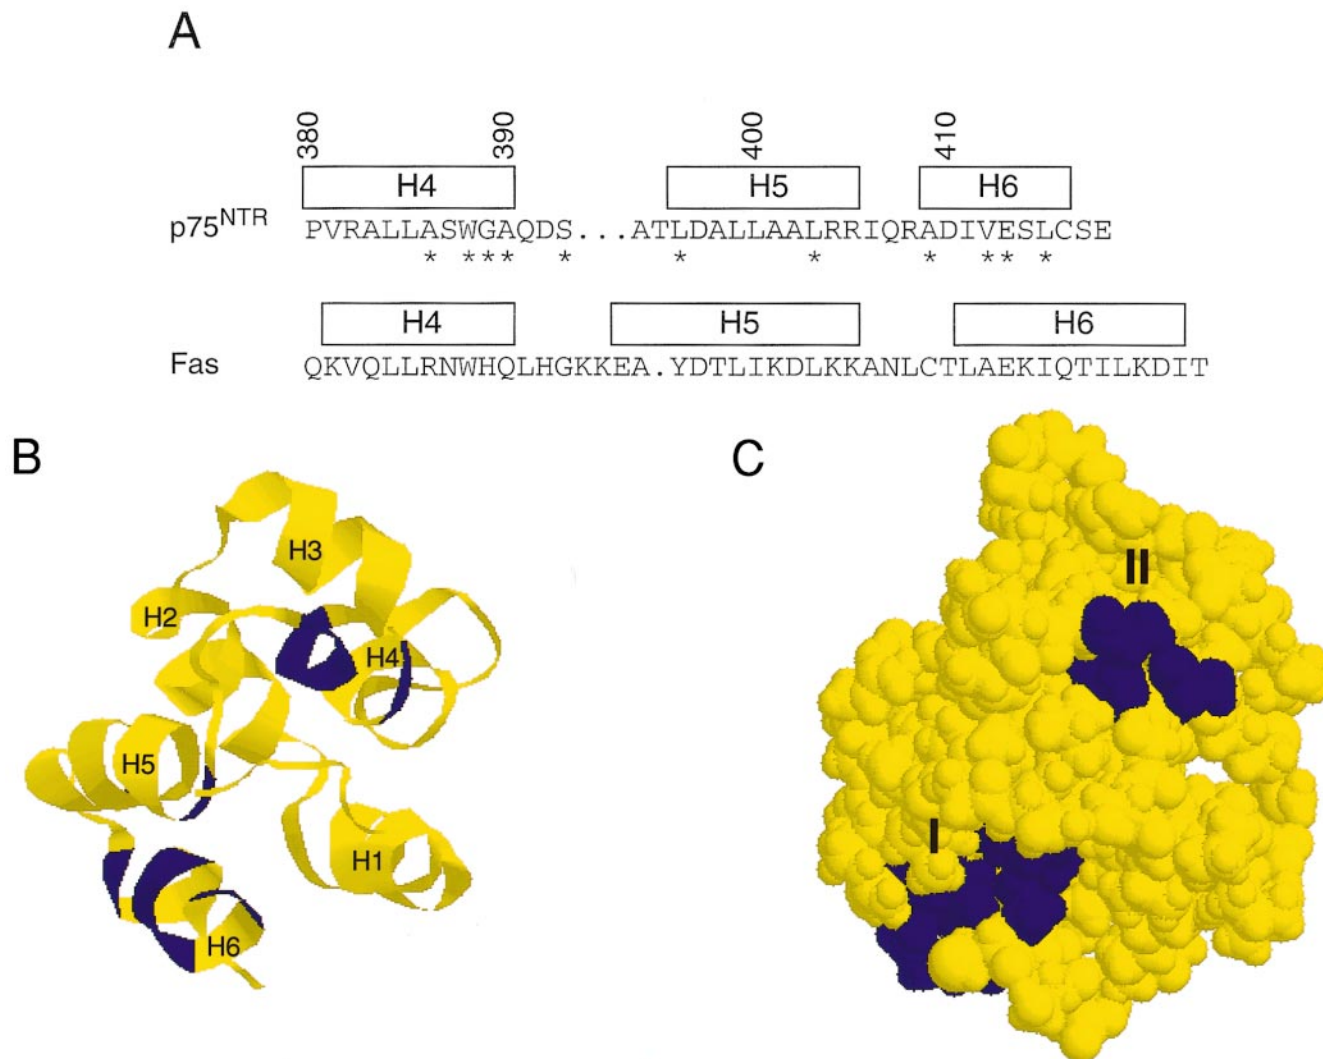 A
380 390 400 410
H4 H5 H6
p75NTR PVRALLASWGAQDS...ATLDALLAALRRIQRADIVESLCSE
* * * * * * * * * * *
H4 H5 H6
Fas QKVQLLRNWHQLHGKKEA.YDTLIKDLKKANLCTLAEKIQTILKDIT
B
C
H3
II
H2
H4
H5
I
H1
H6